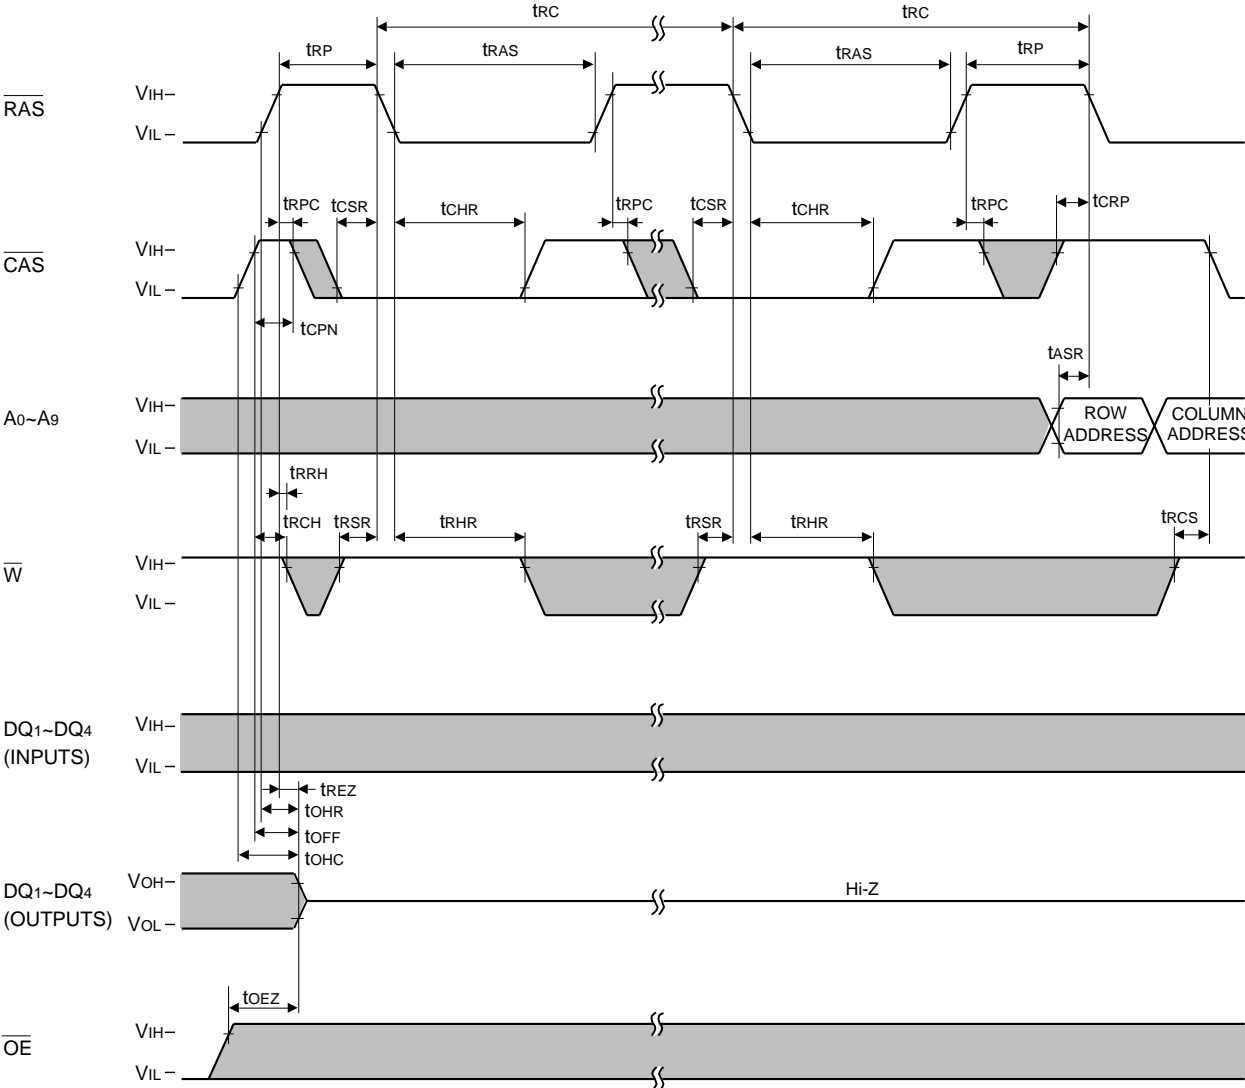 tRC tRC
tRP tRAS tRAS tRP
RAS
VIH
VIL
tRPC tCSR tCHR tRPC tCSR tCHR tRPC tCRP
CAS
VIH
VIL
tCPN
tASR
A0~A9
VIH
VIL
ROW ADDRESS
COLUMN ADDRESS
tRRH
tRCH tRSR tRHR tRSR tRHR tRCS
W
VIH
VIL
DQ1~DQ4
(INPUTS)
VIH
VIL
tREZ
tOHR
tOFF
tOHC
DQ1~DQ4
(OUTPUTS)
VOH
VOL
Hi-Z
tOEZ
OE
VIH
VIL